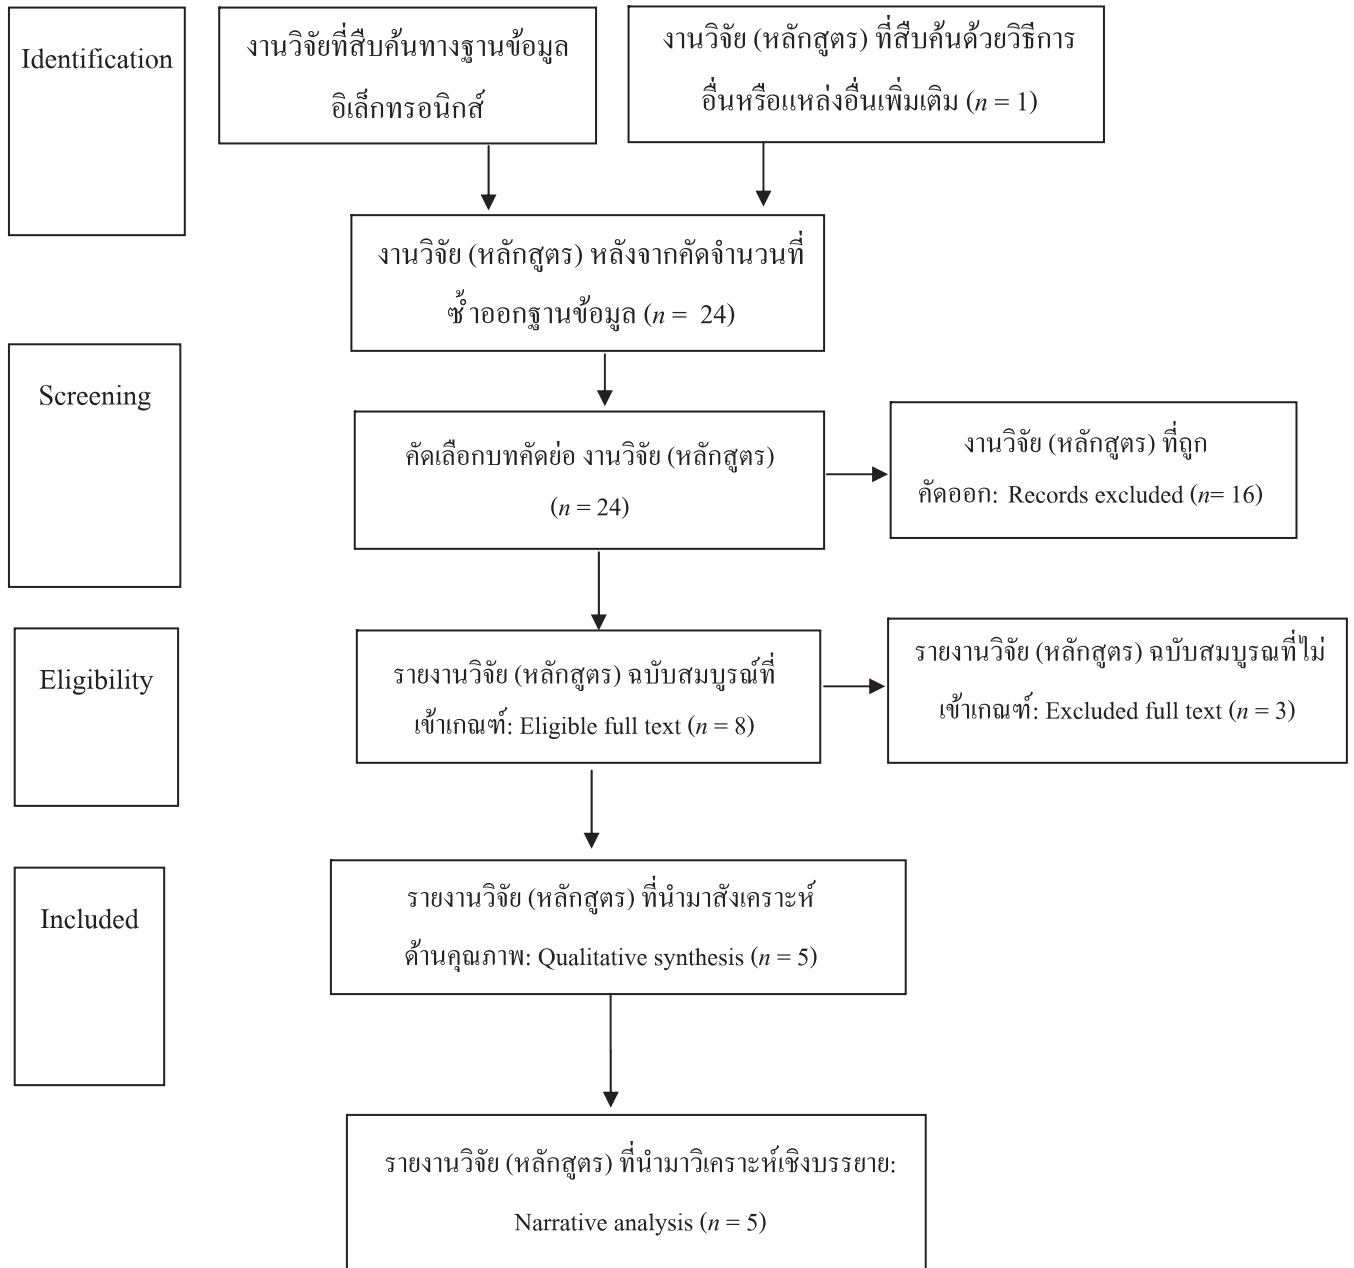 Identification
งานวิจัยที่สืบค้นทางฐานข้อมูล
อิเล็กทรอนิกส์
งานวิจัย (หลักสูตร) ที่สืบค้นด้วยวิธีการ
อื่นหรือแหล่งอื่นเพิ่มเติม (n = 1)
งานวิจัย (หลักสูตร) หลังจากคัดจำนวนที่
ซ้ำออกฐานข้อมูล (n = 24)
Screening
คัดเลือกบทคัดย่อ งานวิจัย (หลักสูตร)
(n = 24)
งานวิจัย (หลักสูตร) ที่ถูก
คัดออก: Records excluded (n= 16)
Eligibility
รายงานวิจัย (หลักสูตร) ฉบับสมบูรณ์ที่
เข้าเกณฑ์: Eligible full text (n = 8)
รายงานวิจัย (หลักสูตร) ฉบับสมบูรณที่ไม่
เข้าเกณฑ์: Excluded full text (n = 3)
Included
รายงานวิจัย (หลักสูตร) ที่นำมาสังเคราะห์
ด้านคุณภาพ: Qualitative synthesis (n = 5)
รายงานวิจัย (หลักสูตร) ที่นำมาวิเคราะห์เชิงบรรยาย:
Narrative analysis (n = 5)